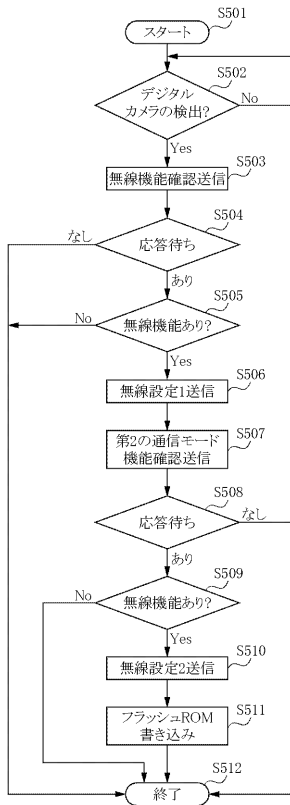 S501
スタート
S502
デジタル
カメラの検出?
No
Yes
S503
無線機能確認送信
S504
なし
応答待ち
あり
S505
No
無線機能あり?
Yes
S506
無線設定1送信
S507
第2の通信モード
機能確認送信
S508
応答待ち
なし
あり
S509
No
無線機能あり?
Yes
S510
無線設定2送信
S511
フラッシュROM
書き込み
S512
終了